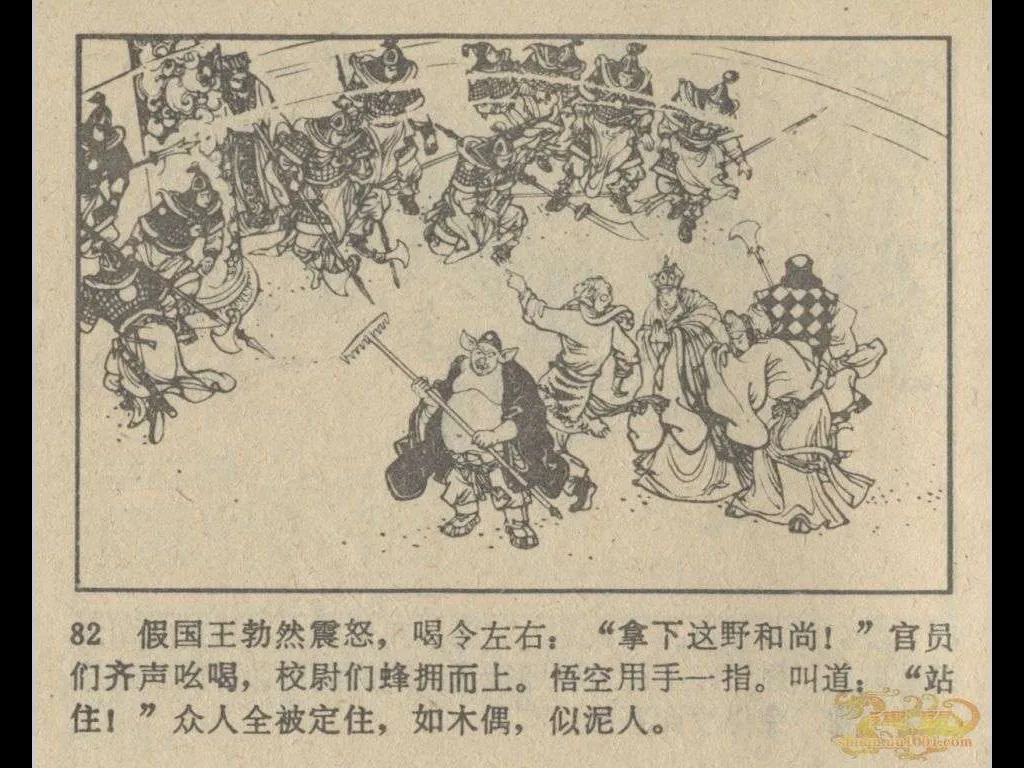 82 假国王勃然震怒，喝令左右：“拿下这野和尚！”官员
们齐声吆喝，校尉们蜂拥而上。悟空用手一指。叫道：“站
住！”众人全被定住，如木偶，似泥人。